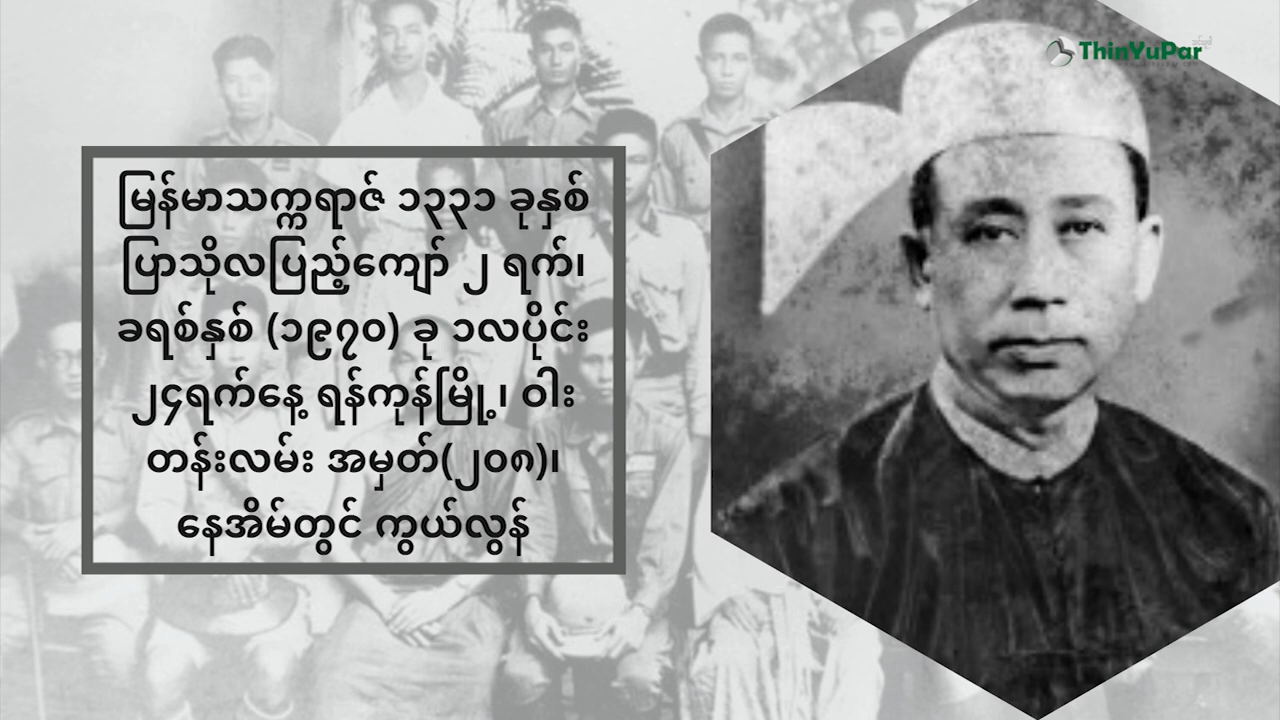 ThinYuPar
မြန်မာသက္ကရာဇ် ၁၃၃၁ ခုနှစ်
ပြာသိုလပြည့်ကျော် ၂ ရက်၊
ခရစ်နှစ် (၁၉၇၀) ခု ၁လပိုင်း
၂၄ရက်နေ့ ရန်ကုန်မြို့၊ ဝါး
တန်းလမ်း အမှတ်(၂၀၈)၊
နေအိမ်တွင် ကွယ်လွန်